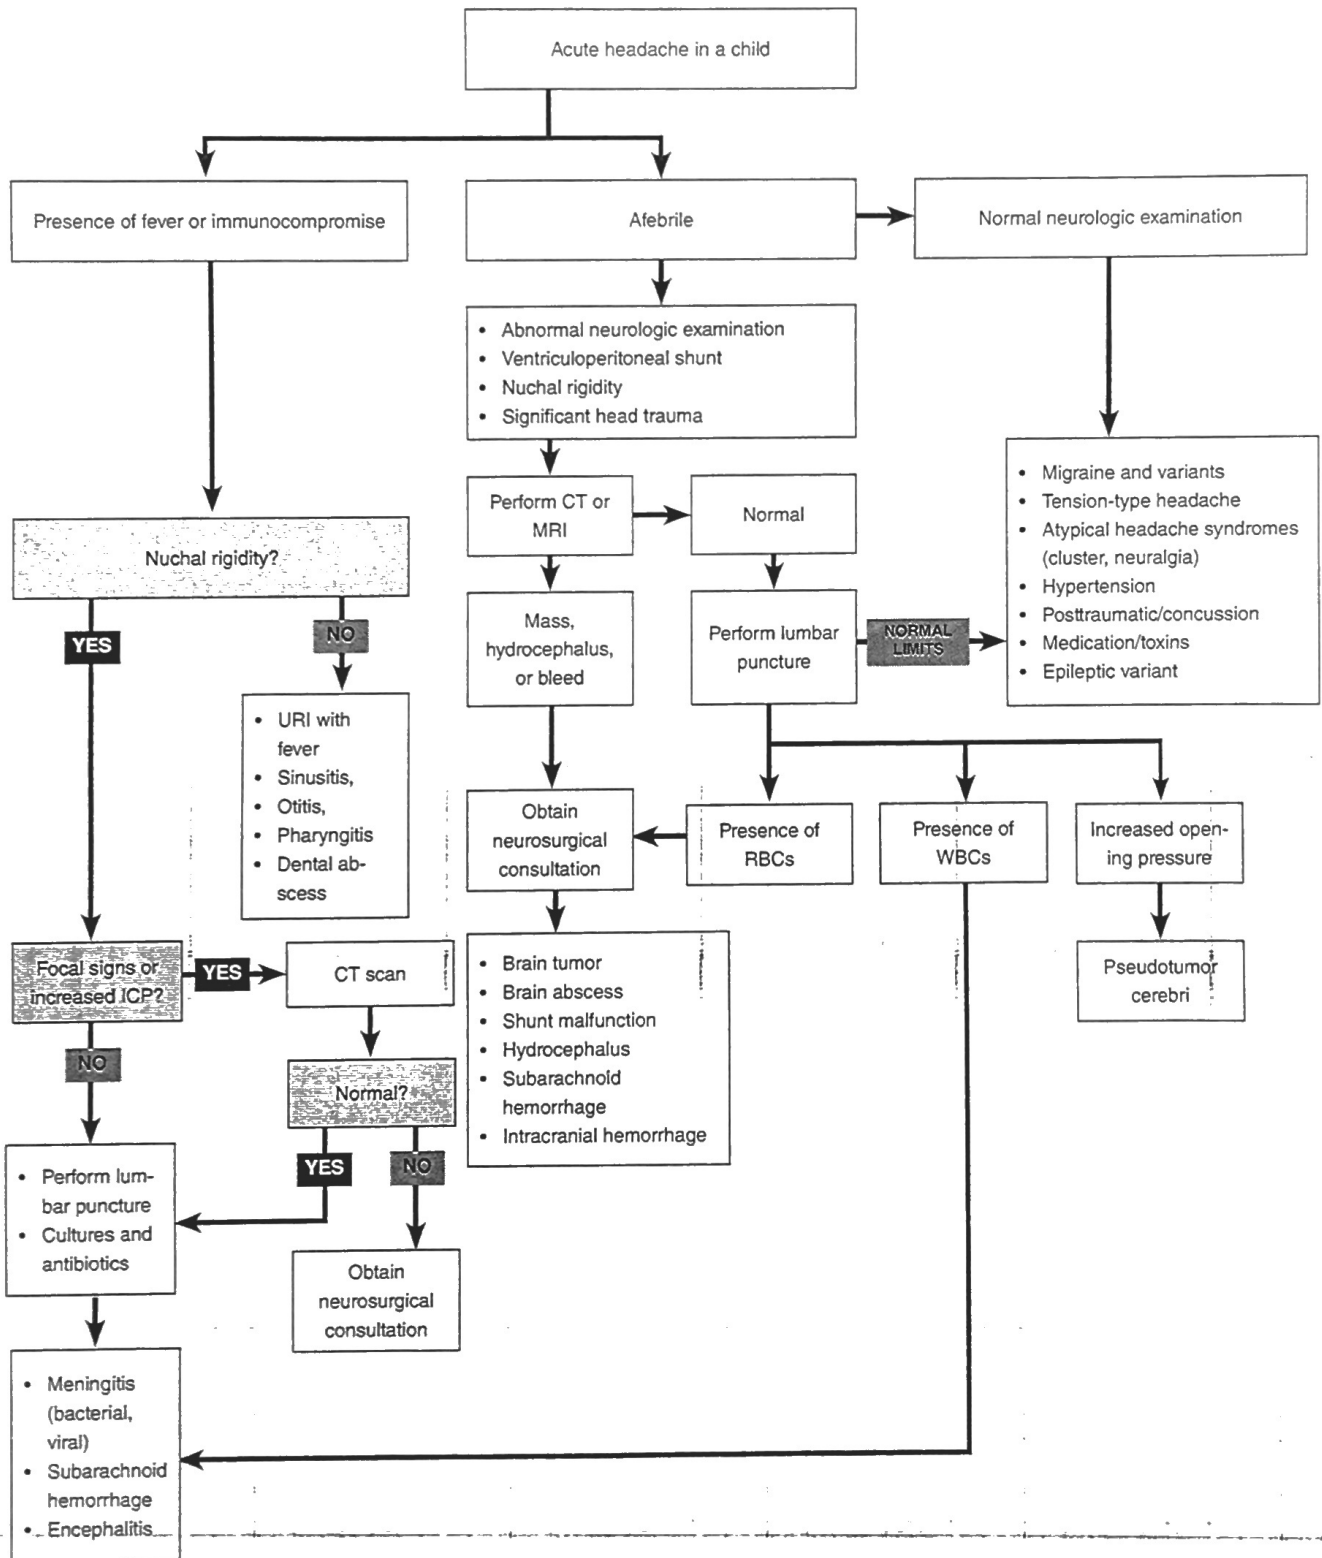 Acute headache in a child
Presence of fever or immunocompromise
Afebrile
Normal neurologic examination
• Abnormal neurologic examination
• Ventriculoperitoneal shunt
• Nuchal rigidity
• Significant head trauma
Perform CT or
MRI
Normal
• Migraine and variants
• Tension-type headache
• Atypical headache syndromes
(cluster, neuralgia)
• Hypertension
• Posttraumatic/concussion
• Medication/toxins
• Epileptic variant
Nuchal rigidity?
YES
NO
Mass,
hydrocephalus,
or bleed
Perform lumbar
puncture
NORMAL
LIMITS
• URI with
fever
• Sinusitis,
• Otitis,
• Pharyngitis
• Dental ab-
scess
Obtain
neurosurgical
consultation
Presence of
RBCs
Presence of
WBCs
Increased open-
ing pressure
Focal signs or
increased ICP?
YES
CT scan
• Brain tumor
• Brain abscess
• Shunt malfunction
• Hydrocephalus
• Subarachnoid
hemorrhage
• Intracranial hemorrhage
Pseudotumor
cerebri
NO
Normal?
YES
NO
• Perform lum-
bar puncture
• Cultures and
antibiotics
Obtain
neurosurgical
consultation
• Meningitis
(bacterial,
viral)
• Subarachnoid
hemorrhage
• Encephalitis